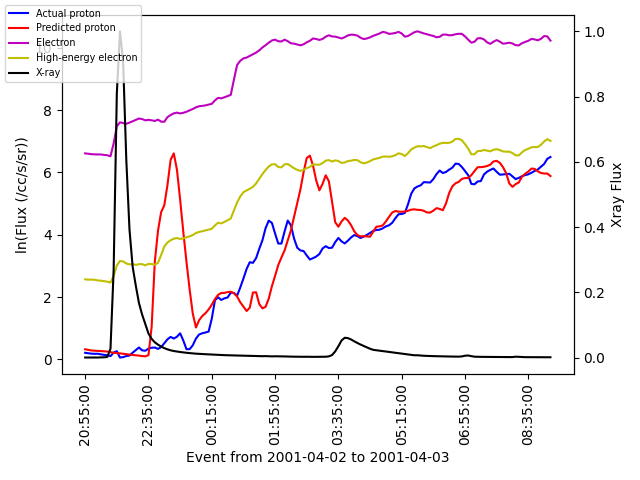 Actual proton
Predicted proton
Electron
High-energy electron
X-ray
10
8
6
4
2
0
ln(Flux (/cc/s/sr))
1.0
0.8
0.6
0.4
0.2
0.0
Xray Flux
20:55:00
22:35:00
00:15:00
01:55:00
03:35:00
05:15:00
06:55:00
08:35:00
Event from 2001-04-02 to 2001-04-03